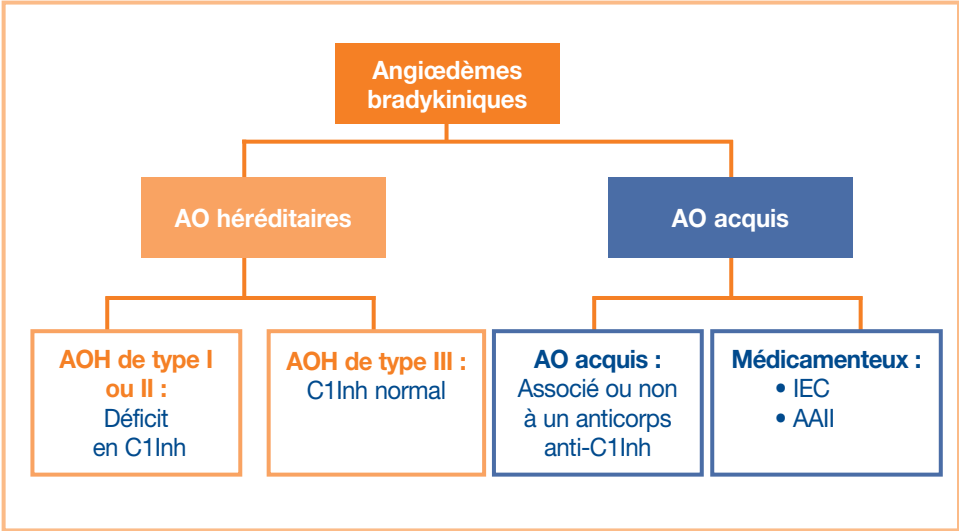 Angiœdèmes
bradykiniques
AO héréditaires
AO acquis
AOH de type I
ou II :
Déficit
en C1Inh
AOH de type III :
C1Inh normal
AO acquis :
Associé ou non
à un anticorps
anti-C1Inh
Médicamenteux :
• IEC
• AAII